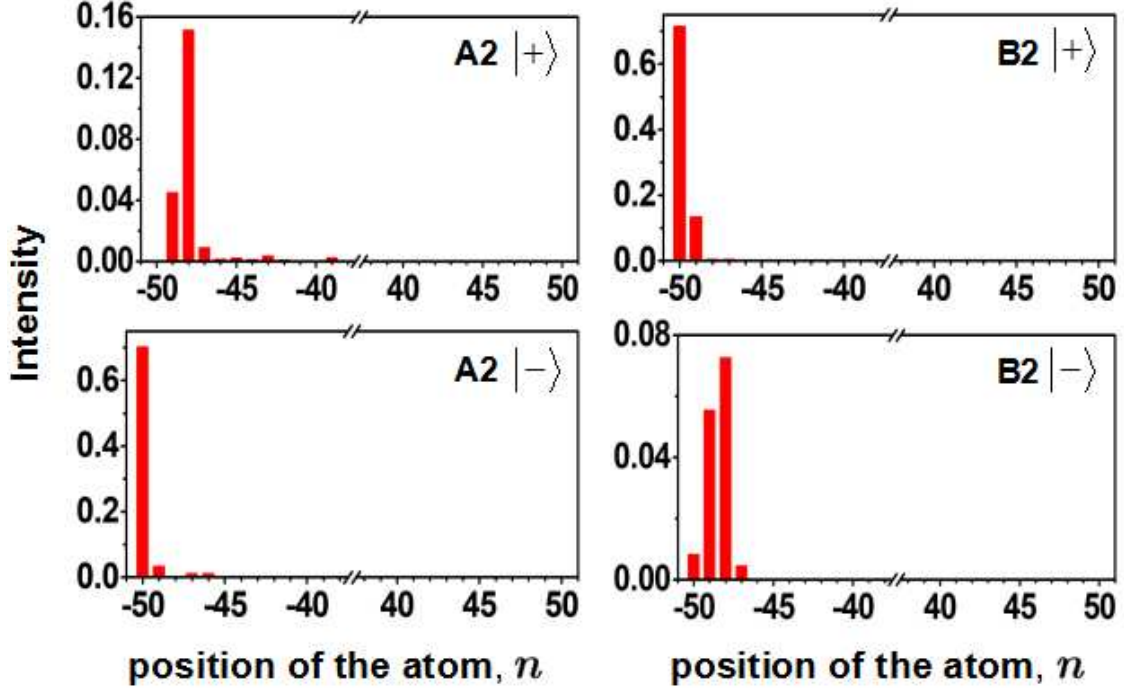 Intensity
0.16
0.12
0.08
0.04
0.00
A2 |+⟩
-50 -45 -40 40 45 50
0.6
0.4
0.2
0.0
B2 |+⟩
-50 -45 -40 40 45 50
0.6
0.4
0.2
0.0
A2 |−⟩
-50 -45 -40 40 45 50
0.08
0.04
0.00
B2 |−⟩
-50 -45 -40 40 45 50
position of the atom, n
position of the atom, n